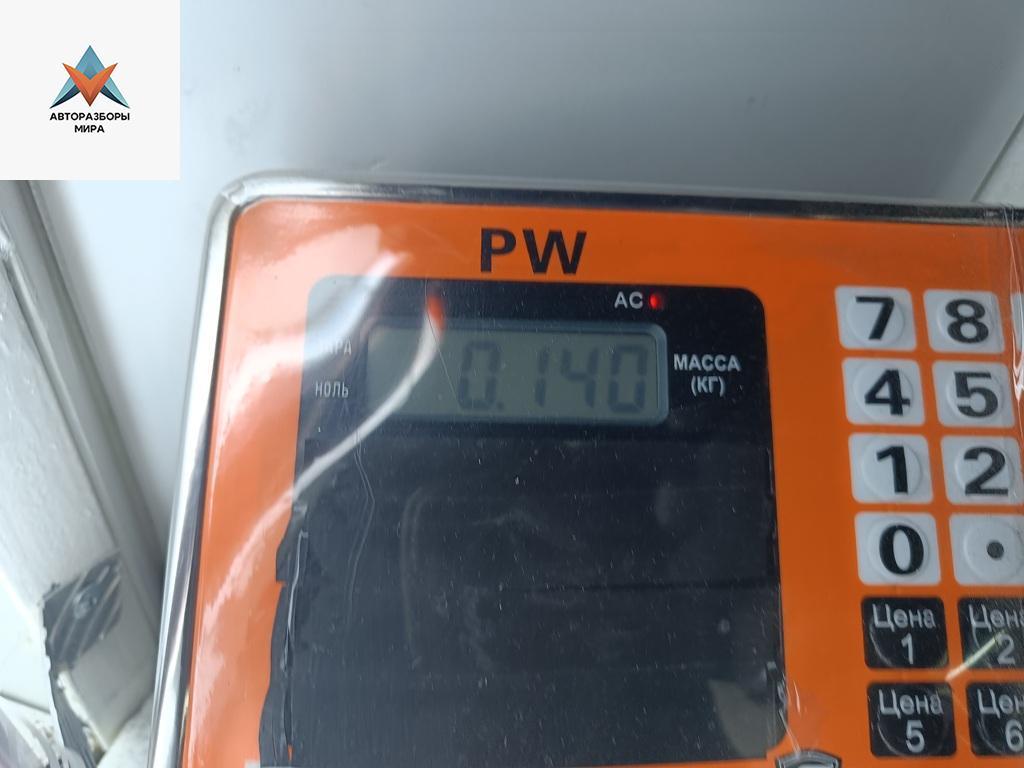 АВТОРАЗБОРЫ
МИРА
PW
AC
0.140
МАССА
(КГ)
НОЛЬ
7 8
4 5
1 2
0 .
Цена
1
Цена
2
Цена
5
Цена
6